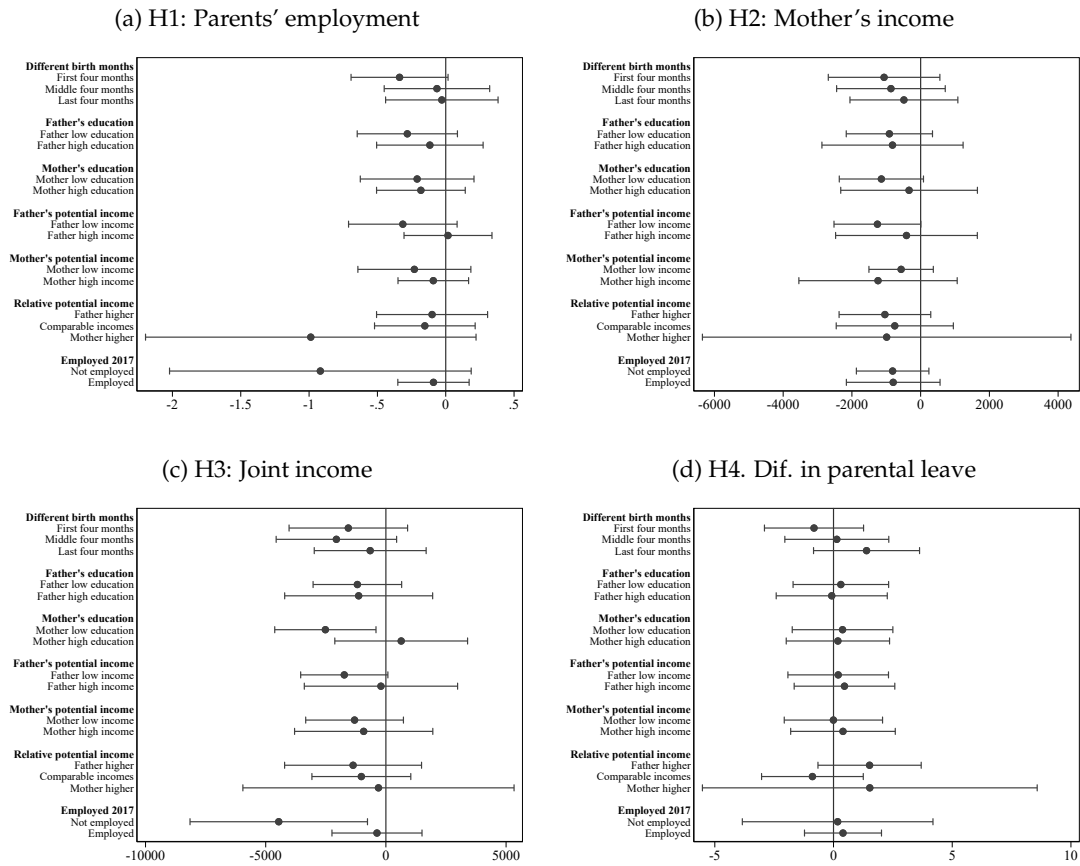 (a) H1: Parents' employment
Different birth months
First four months
Middle four months
Last four months
Father's education
Father low education
Father high education
Mother's education
Mother low education
Mother high education
Father's potential income
Father low income
Father high income
Mother's potential income
Mother low income
Mother high income
Relative potential income
Father higher
Comparable incomes
Mother higher
Employed 2017
Not employed
Employed
-2 -1 -.5 0 .5
(b) H2: Mother's income
Different birth months
First four months
Middle four months
Last four months
Father's education
Father low education
Father high education
Mother's education
Mother low education
Mother high education
Father's potential income
Father low income
Father high income
Mother's potential income
Mother low income
Mother high income
Relative potential income
Father higher
Comparable incomes
Mother higher
Employed 2017
Not employed
Employed
-6000 -4000 -2000 0 2000 4000
(c) H3: Joint income
Different birth months
First four months
Middle four months
Last four months
Father's education
Father low education
Father high education
Mother's education
Mother low education
Mother high education
Father's potential income
Father low income
Father high income
Mother's potential income
Mother low income
Mother high income
Relative potential income
Father higher
Comparable incomes
Mother higher
Employed 2017
Not employed
Employed
-10000 -5000 0 5000
(d) H4. Dif. in parental leave
Different birth months
First four months
Middle four months
Last four months
Father's education
Father low education
Father high education
Mother's education
Mother low education
Mother high education
Father's potential income
Father low income
Father high income
Mother's potential income
Mother low income
Mother high income
Relative potential income
Father higher
Comparable incomes
Mother higher
Employed 2017
Not employed
Employed
-5 0 5 10